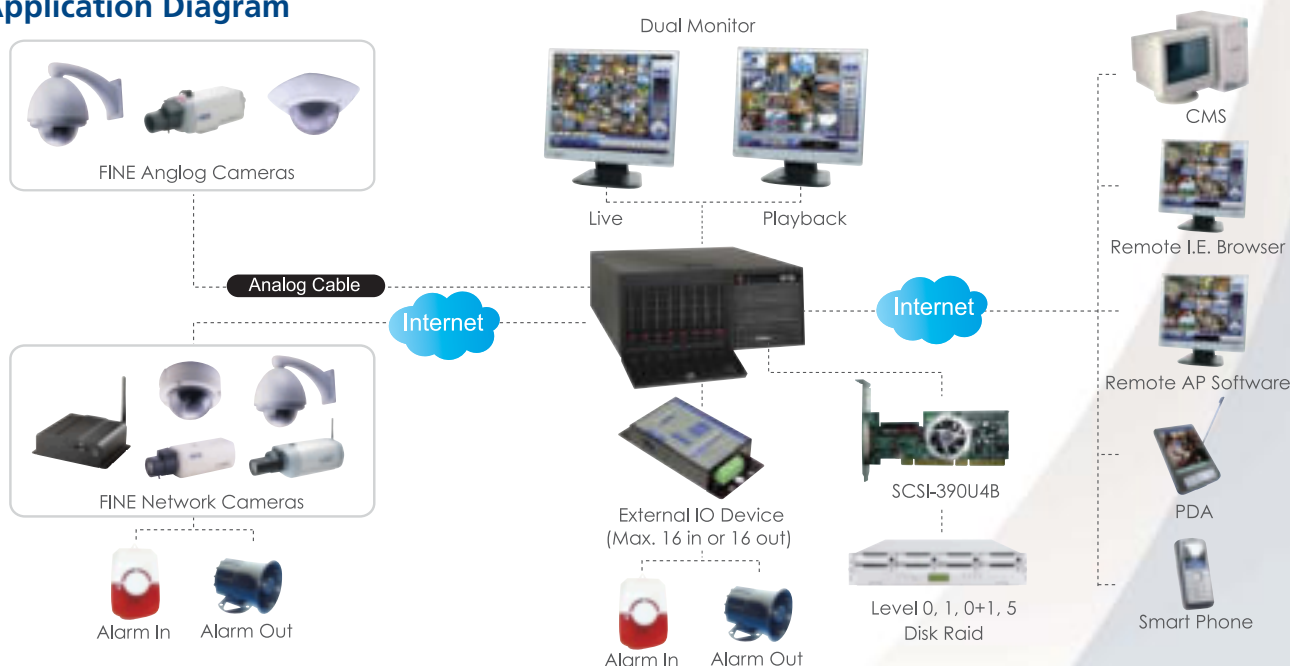 Application Diagram
Dual Monitor
FINE Anglog Cameras
Live
Playback
CMS
Remote I.E. Browser
Analog Cable
Internet
Internet
Remote AP Software
FINE Network Cameras
SCSI-390U4B
External IO Device
(Max. 16 in or 16 out)
PDA
Alarm In
Alarm Out
Level 0, 1, 0+1, 5
Disk Raid
Smart Phone
Alarm In
Alarm Out